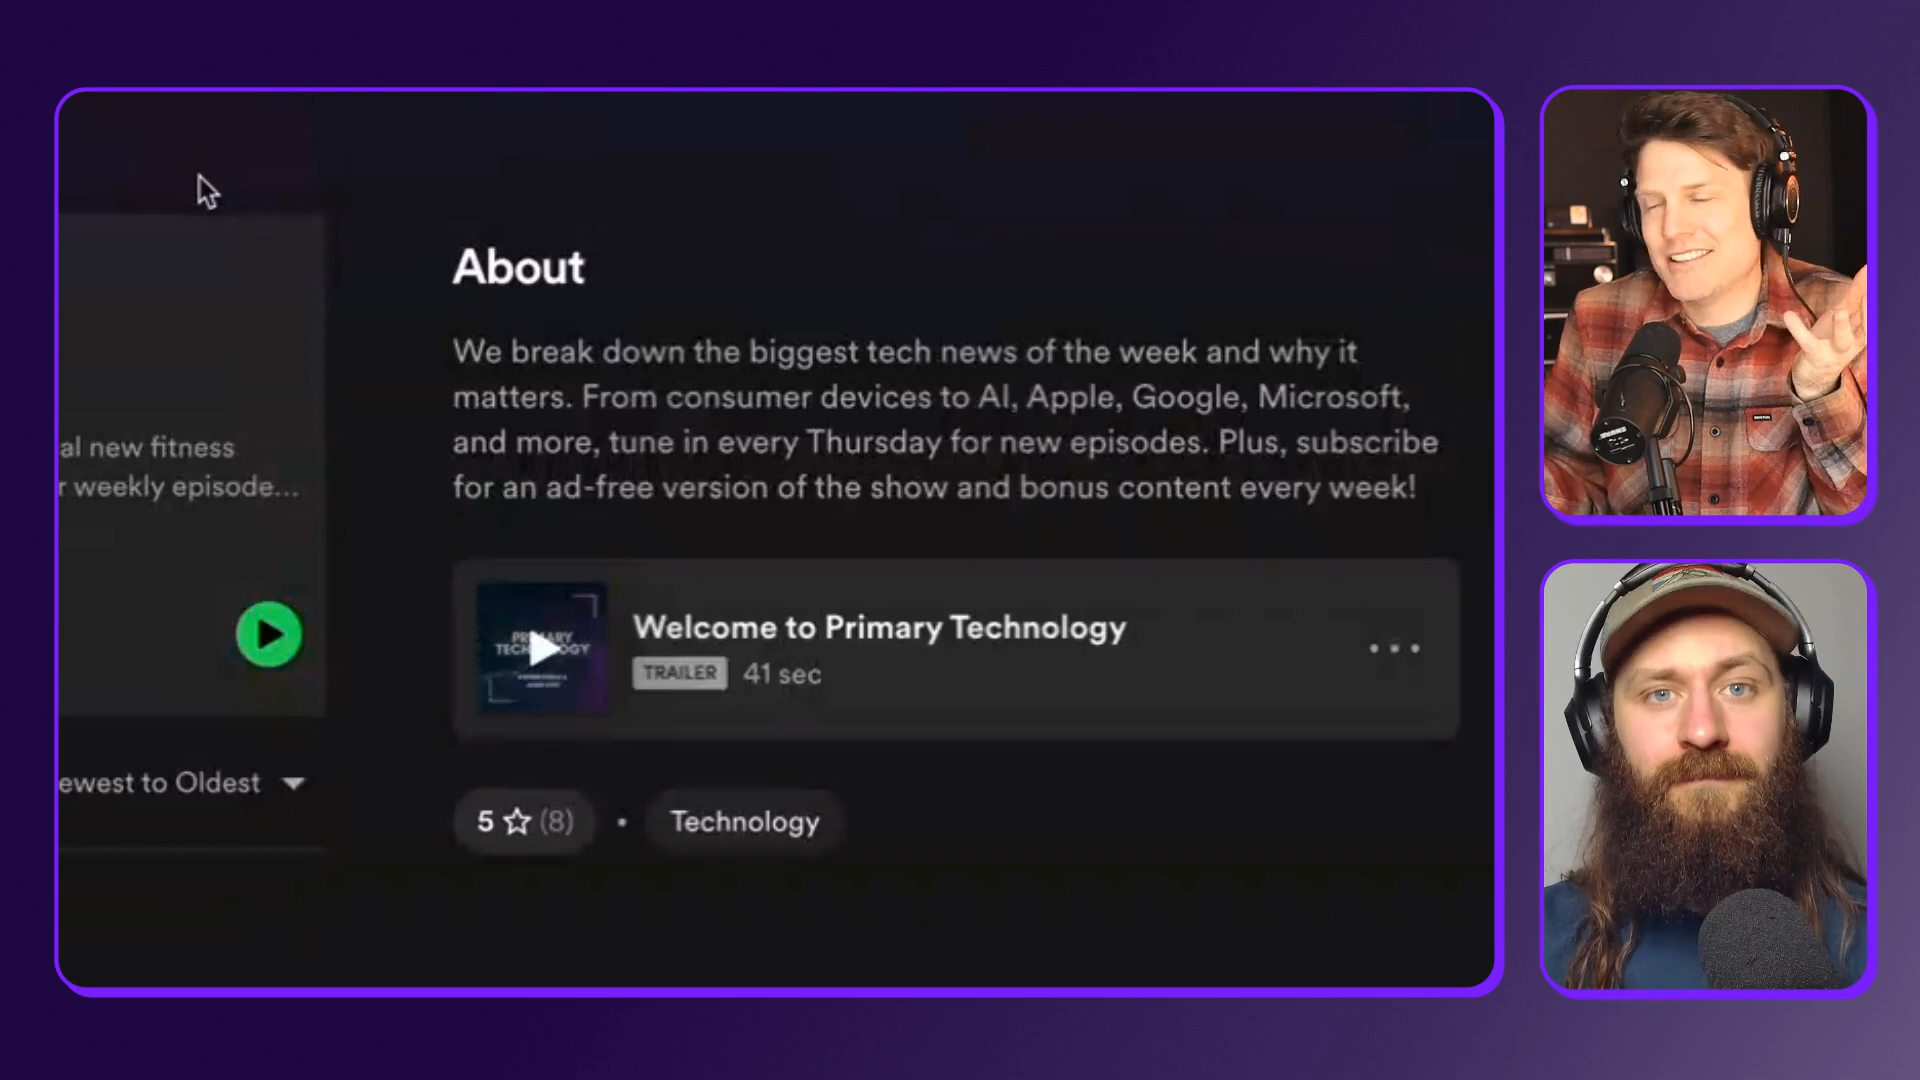 About
We break down the biggest tech news of the week and why it
matters. From consumer devices to AI, Apple, Google, Microsoft,
and more, tune in every Thursday for new episodes. Plus, subscribe
for an ad-free version of the show and bonus content every week!
al new fitness
r weekly episode...
PRIMARY
TECHNOLOGY
Welcome to Primary Technology
TRAILER 41 sec
ewest to Oldest
5 (8) • Technology